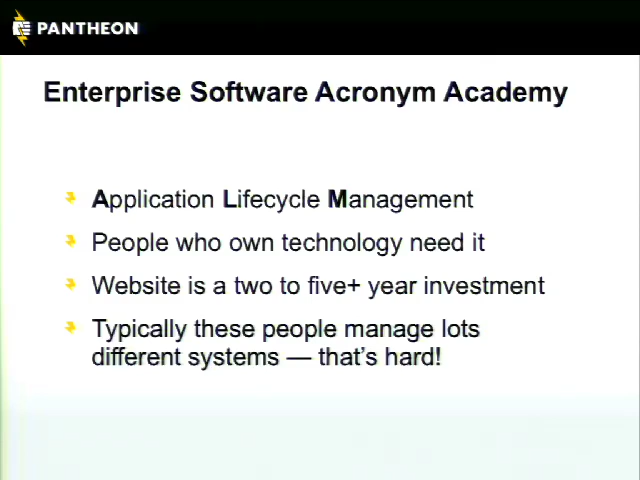 PANTHEON
Enterprise Software Acronym Academy
Application Lifecycle Management
People who own technology need it
Website is a two to five+ year investment
Typically these people manage lots
different systems — that's hard!